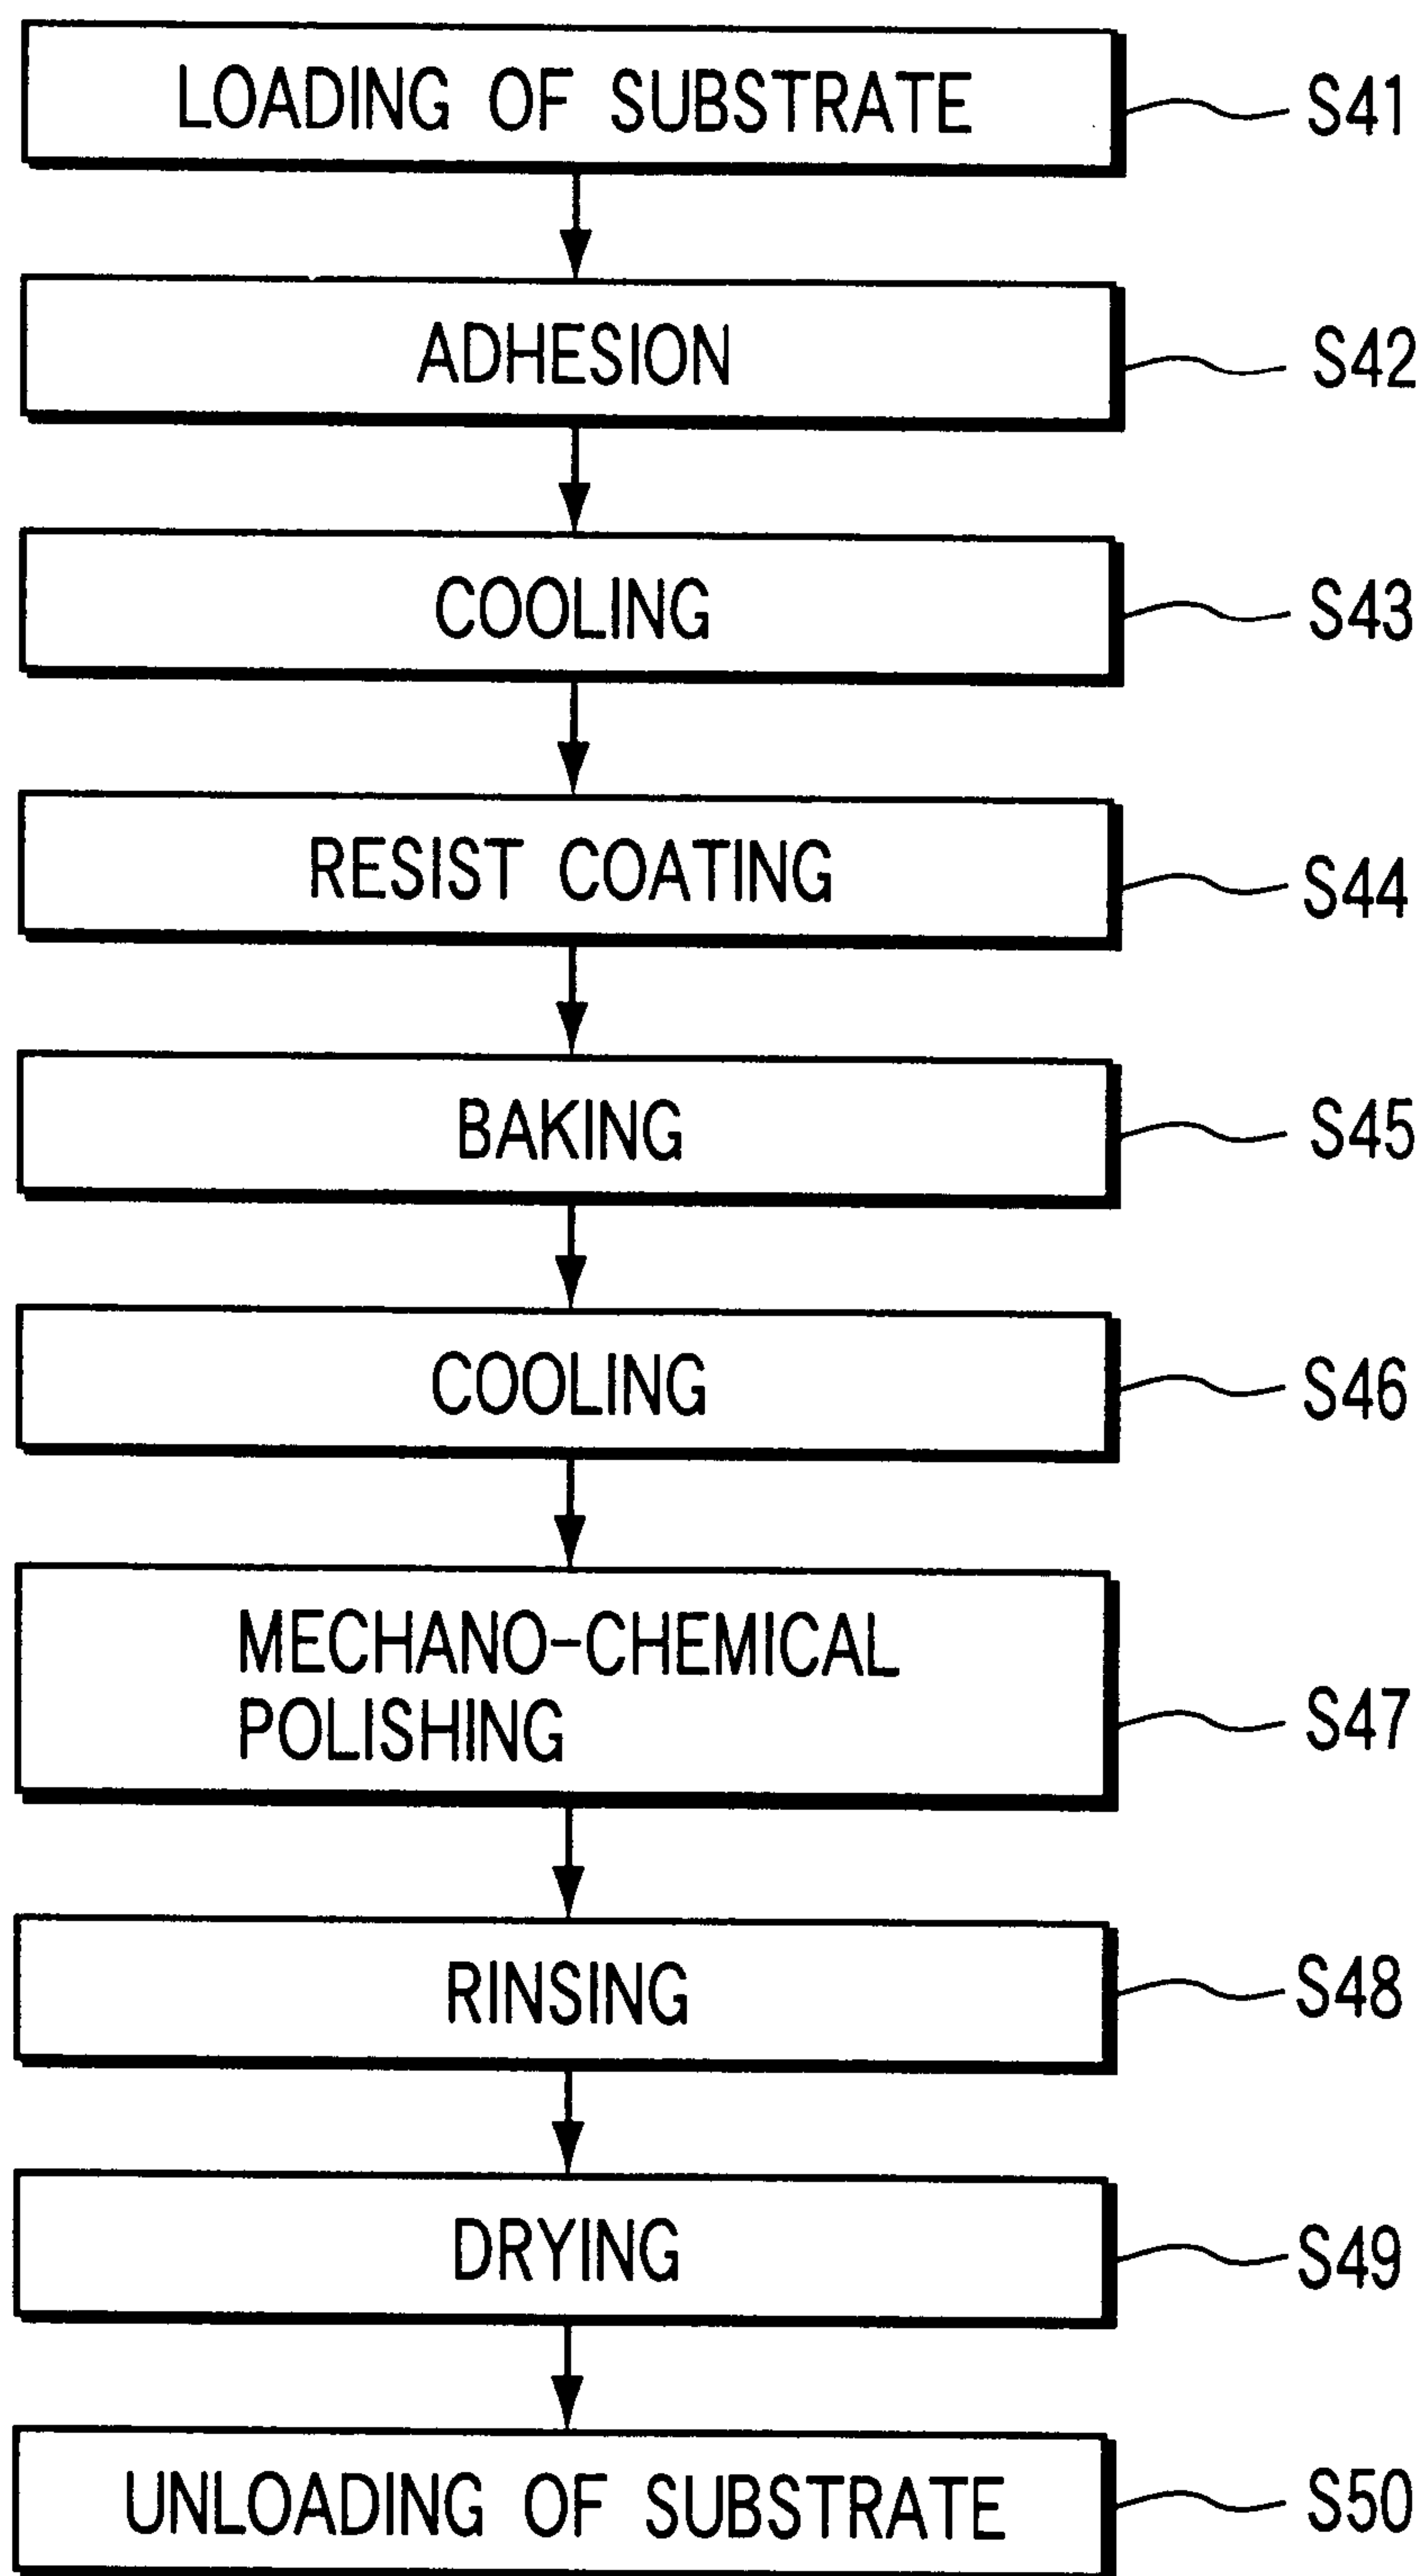 LOADING OF SUBSTRATE S41
ADHESION S42
COOLING S43
RESIST COATING S44
BAKING S45
COOLING S46
MECHANO-CHEMICAL
POLISHING S47
RINSING S48
DRYING S49
UNLOADING OF SUBSTRATE S50